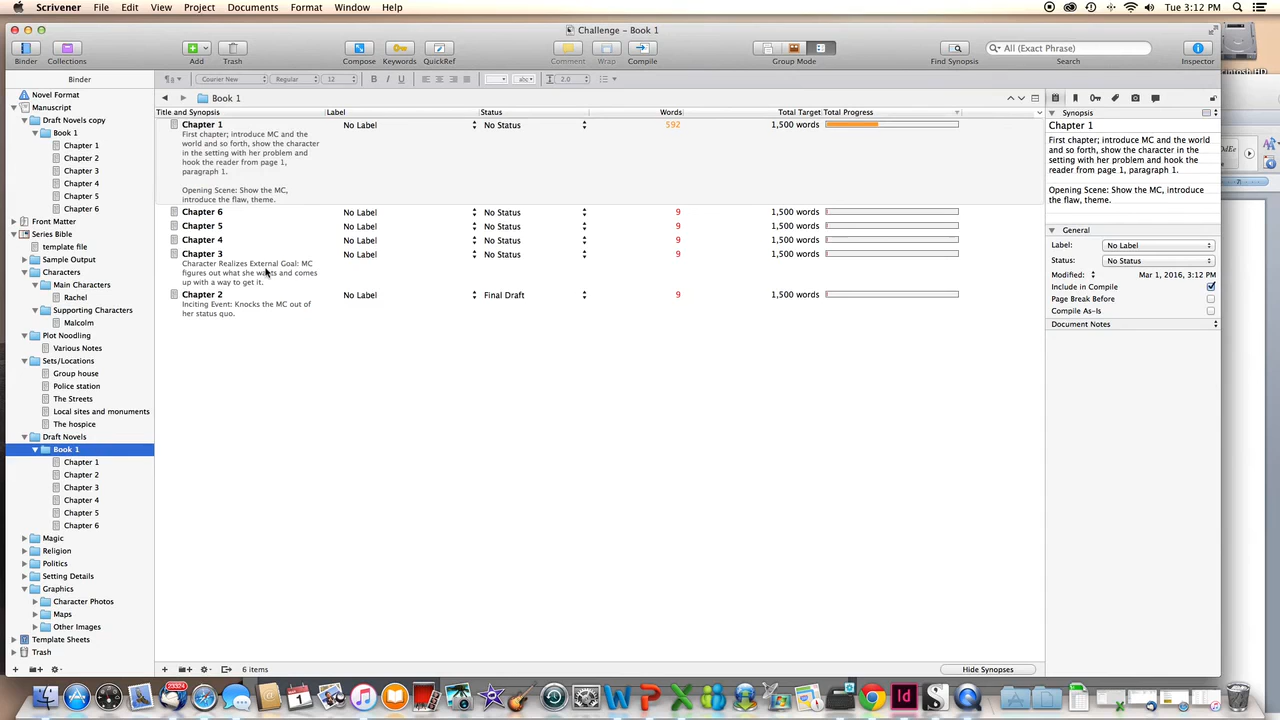 Scrivener File Edit View Project Documents Format Window Help Tue 3:12 PM
Challenge - Book 1
Binder Collections Add Trash Compose Keywords QuickRef Comment Wrap Compile Group Mode Find Synopsis All (Exact Phrase) Search Inspector
Binder
Courier New Regular 12 B I U abc 2.0
Book 1
Title and Synopsis Label Status Words Total Target Total Progress
Chapter 1 No Label No Status 592 1,500 words
First chapter; introduce MC and the
world and so forth, show the character
in the setting with her problem and
hook the reader from page 1,
paragraph 1.
Opening Scene: Show the MC,
introduce the flaw, theme.
Chapter 6 No Label No Status 9 1,500 words
Chapter 5 No Label No Status 9 1,500 words
Chapter 4 No Label No Status 9 1,500 words
Chapter 3 No Label No Status 9 1,500 words
Character Realizes External Goal: MC
figures out what she wants and comes
up with a way to get it.
Chapter 2 No Label Final Draft 9 1,500 words
Inciting Event: Knocks the MC out of
her status quo.
Novel Format
Manuscript
Draft Novels copy
Book 1
Chapter 1
Chapter 2
Chapter 3
Chapter 4
Chapter 5
Chapter 6
Front Matter
Series Bible
template file
Sample Output
Characters
Main Characters
Rachel
Supporting Characters
Malcolm
Plot Noodling
Various Notes
Sets/Locations
Group house
Police station
The Streets
Local sites and monuments
The hospice
Draft Novels
Book 1
Chapter 1
Chapter 2
Chapter 3
Chapter 4
Chapter 5
Chapter 6
Magic
Religion
Politics
Setting Details
Graphics
Character Photos
Maps
Other Images
Template Sheets
Trash
Synopsis
Chapter 1
First chapter; introduce MC and the
world and so forth, show the character
in the setting with her problem and
hook the reader from page 1,
paragraph 1.
Opening Scene: Show the MC,
introduce the flaw, theme.
General
Label: No Label
Status: No Status
Modified: Mar 1, 2016, 3:12 PM
Include in Compile
Page Break Before
Compile As-Is
Document Notes
6 items
Hide Synopses